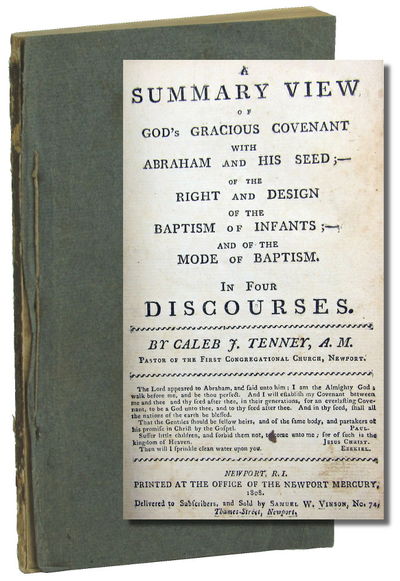 A
SUMMARY VIEW
OF
GOD'S GRACIOUS COVENANT
WITH
ABRAHAM AND HIS SEED;—
OF THE
RIGHT AND DESIGN
OF THE
BAPTISM OF INFANTS;—
AND OF THE
MODE OF BAPTISM.
IN FOUR
DISCOURSES.
BY CALEB J. TENNEY, A. M.
PASTOR OF THE FIRST CONGREGATIONAL CHURCH, NEWPORT.
The Lord appeared to Abraham, and ſaid unto him; I am the Almighty God;
walk before me, and be thou perfect. And I will eſtabliſh my Covenant between
me and thee and thy ſeed after thee, in their generations, for an everlaſting Cove-
nant, to be a God unto thee, and to thy ſeed after thee. And in thy ſeed, ſhall all
the nations of the earth be bleſſed.
That the Gentiles ſhould be fellow heirs, and of the ſame body, and partakers of
his promiſe in Chriſt by the Goſpel. PAUL.
Suffer little children, and forbid them not, to come unto me; for of ſuch is the
kingdom of Heaven. JESUS CHRIST.
Then will I ſprinkle clean water upon you. EZEKIEL.
NEWPORT, R. I.
PRINTED AT THE OFFICE OF THE NEWPORT MERCURY,
1808.
Delivered to Subſcribers, and Sold by SAMUEL W. VINSON, No. 74,
Thames-Street, Newport.